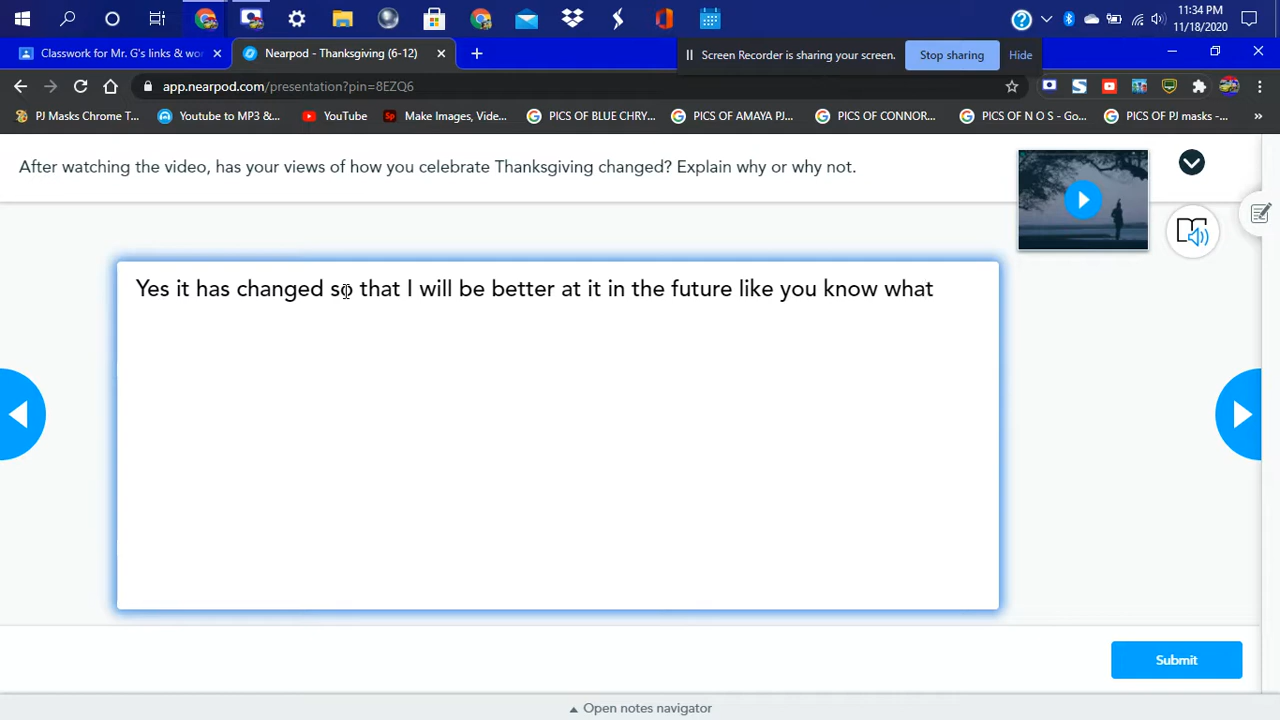 11:34 PM
11/18/2020
Classwork for Mr. G's links & wor
Nearpod - Thanksgiving (6-12)
Screen Recorder is sharing your screen.
Stop sharing
Hide
app.nearpod.com/presentation?pin=8EZQ6
PJ Masks Chrome T...
Youtube to MP3 &...
YouTube
Make Images, Vide...
PICS OF BLUE CHRY...
PICS OF AMAYA PJ...
PICS OF CONNOR...
PICS OF N O S - Go...
PICS OF PJ masks -...
After watching the video, has your views of how you celebrate Thanksgiving changed? Explain why or why not.
Yes it has changed so that I will be better at it in the future like you know what
Submit
Open notes navigator